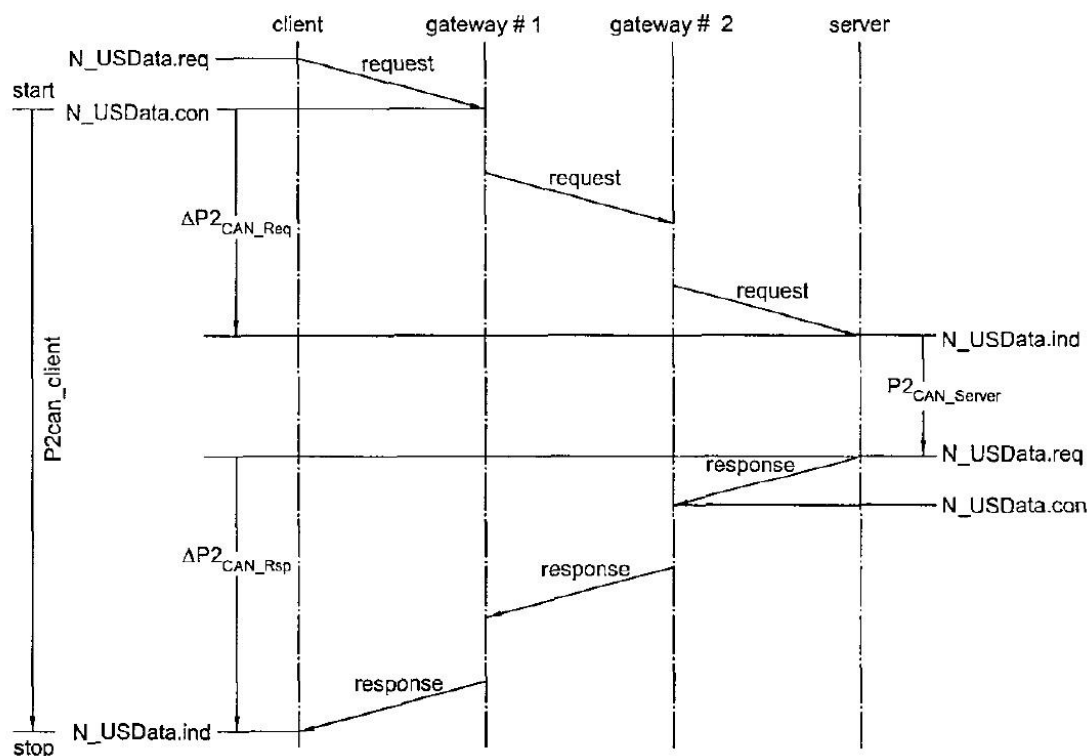 client gateway # 1 gateway # 2 server
N_USData.req
request
start
N_USData.con
request
ΔP2CAN_Req
request
N_USData.ind
P2can_client
P2CAN_Server
N_USData.req
response
N_USData.con
ΔP2CAN_Rsp
response
response
N_USData.ind
stop